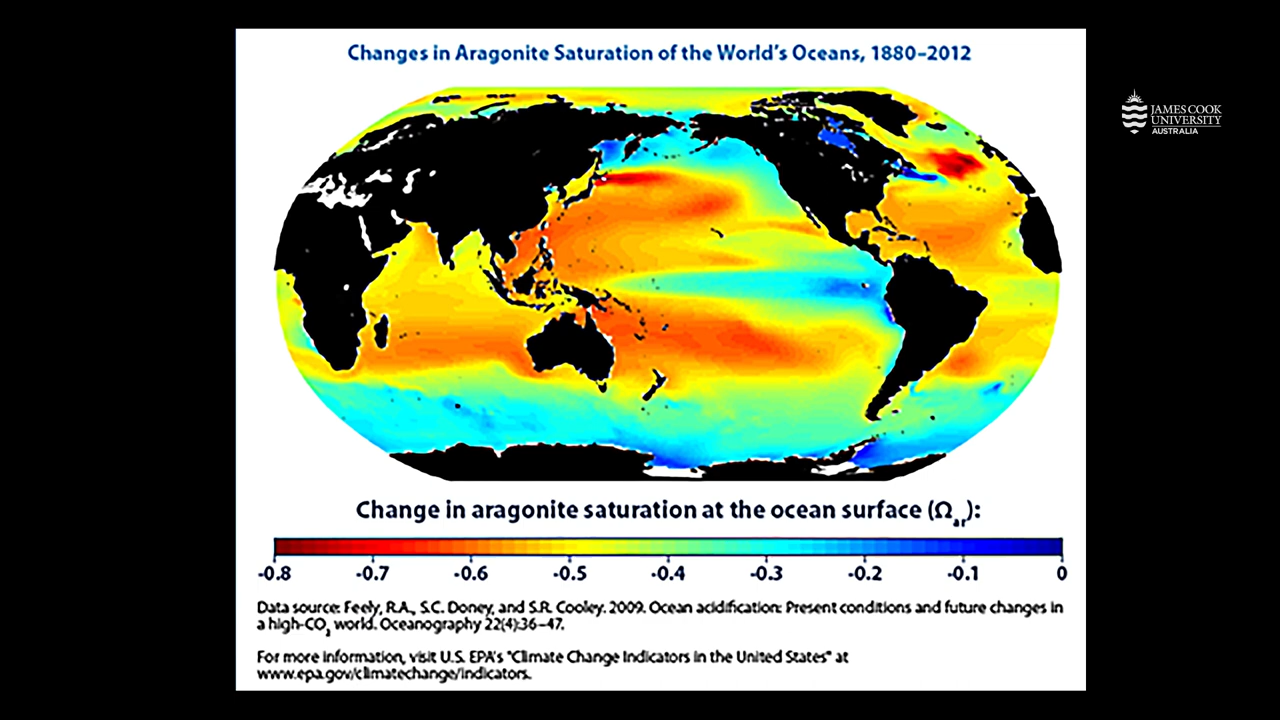 Changes in Aragonite Saturation of the World's Oceans, 1880–2012
JAMES COOK
UNIVERSITY
AUSTRALIA
Change in aragonite saturation at the ocean surface (Ωar):
-0.8 -0.7 -0.6 -0.5 -0.4 -0.3 -0.2 -0.1 0
Data source: Feely, R.A., S.C. Doney, and S.R. Cooley. 2009. Ocean acidification: Present conditions and future changes in
a high-CO2 world. Oceanography 22(4):36–47.
For more information, visit U.S. EPA's "Climate Change Indicators in the United States" at
www.epa.gov/climatechange/indicators.